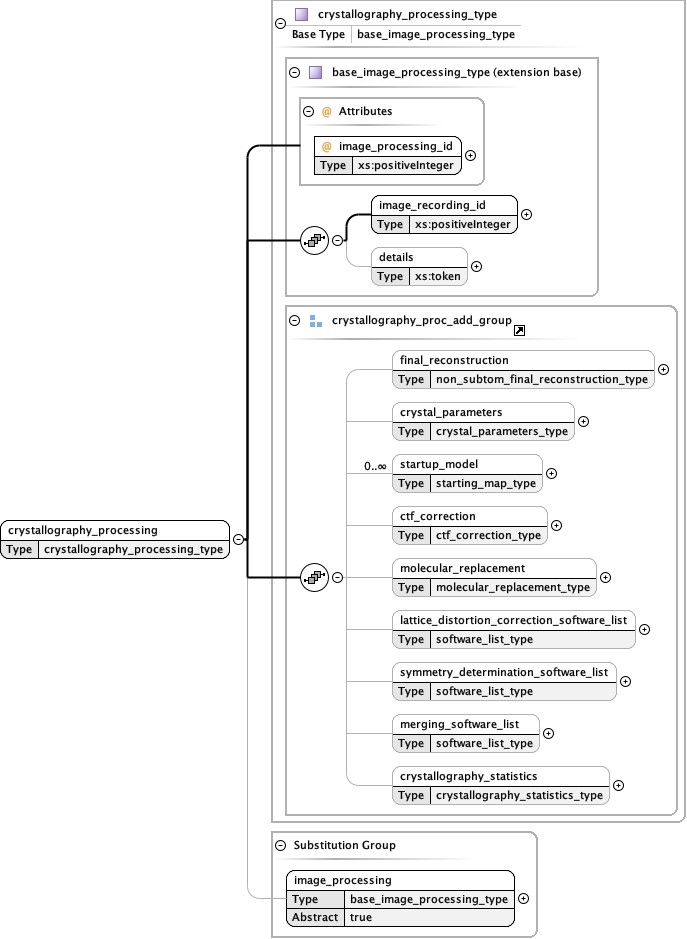 crystallography_processing_type
Base Type base_image_processing_type
base_image_processing_type (extension base)
@ Attributes
@ image_processing_id
Type xs:positiveInteger
image_recording_id
Type xs:positiveInteger
details
Type xs:token
crystallography_proc_add_group
final_reconstruction
Type non_subtom_final_reconstruction_type
crystal_parameters
Type crystal_parameters_type
0..∞
startup_model
Type starting_map_type
ctf_correction
Type ctf_correction_type
crystallography_processing
Type crystallography_processing_type
molecular_replacement
Type molecular_replacement_type
lattice_distortion_correction_software_list
Type software_list_type
symmetry_determination_software_list
Type software_list_type
merging_software_list
Type software_list_type
crystallography_statistics
Type crystallography_statistics_type
Substitution Group
image_processing
Type base_image_processing_type
Abstract true